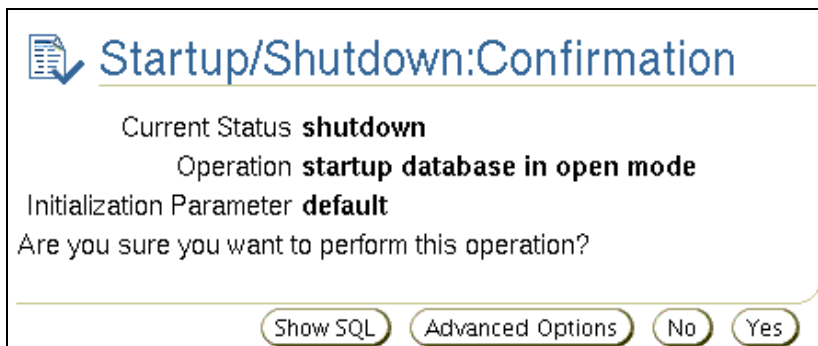 Startup/Shutdown:Confirmation
Current Status shutdown
Operation startup database in open mode
Initialization Parameter default
Are you sure you want to perform this operation?
Show SQL Advanced Options No Yes